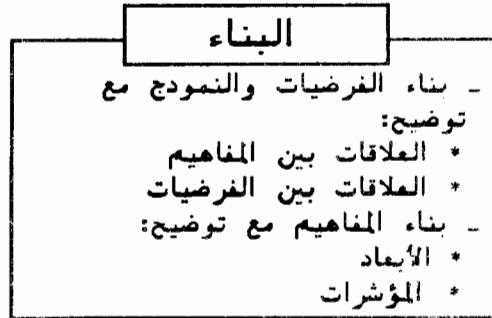 البناء
ـ بناء الفرضيات والنموذج مع
توضيح:
* العلاقات بين المفاهيم
* العلاقات بين الفرضيات
ـ بناء المفاهيم مع توضيح:
* الأبعاد
* المؤشرات